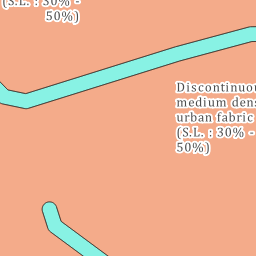 (S.L. : 30% -
50%)
Discontinuou
medium dens
urban fabric
(S.L. : 30% -
50%)